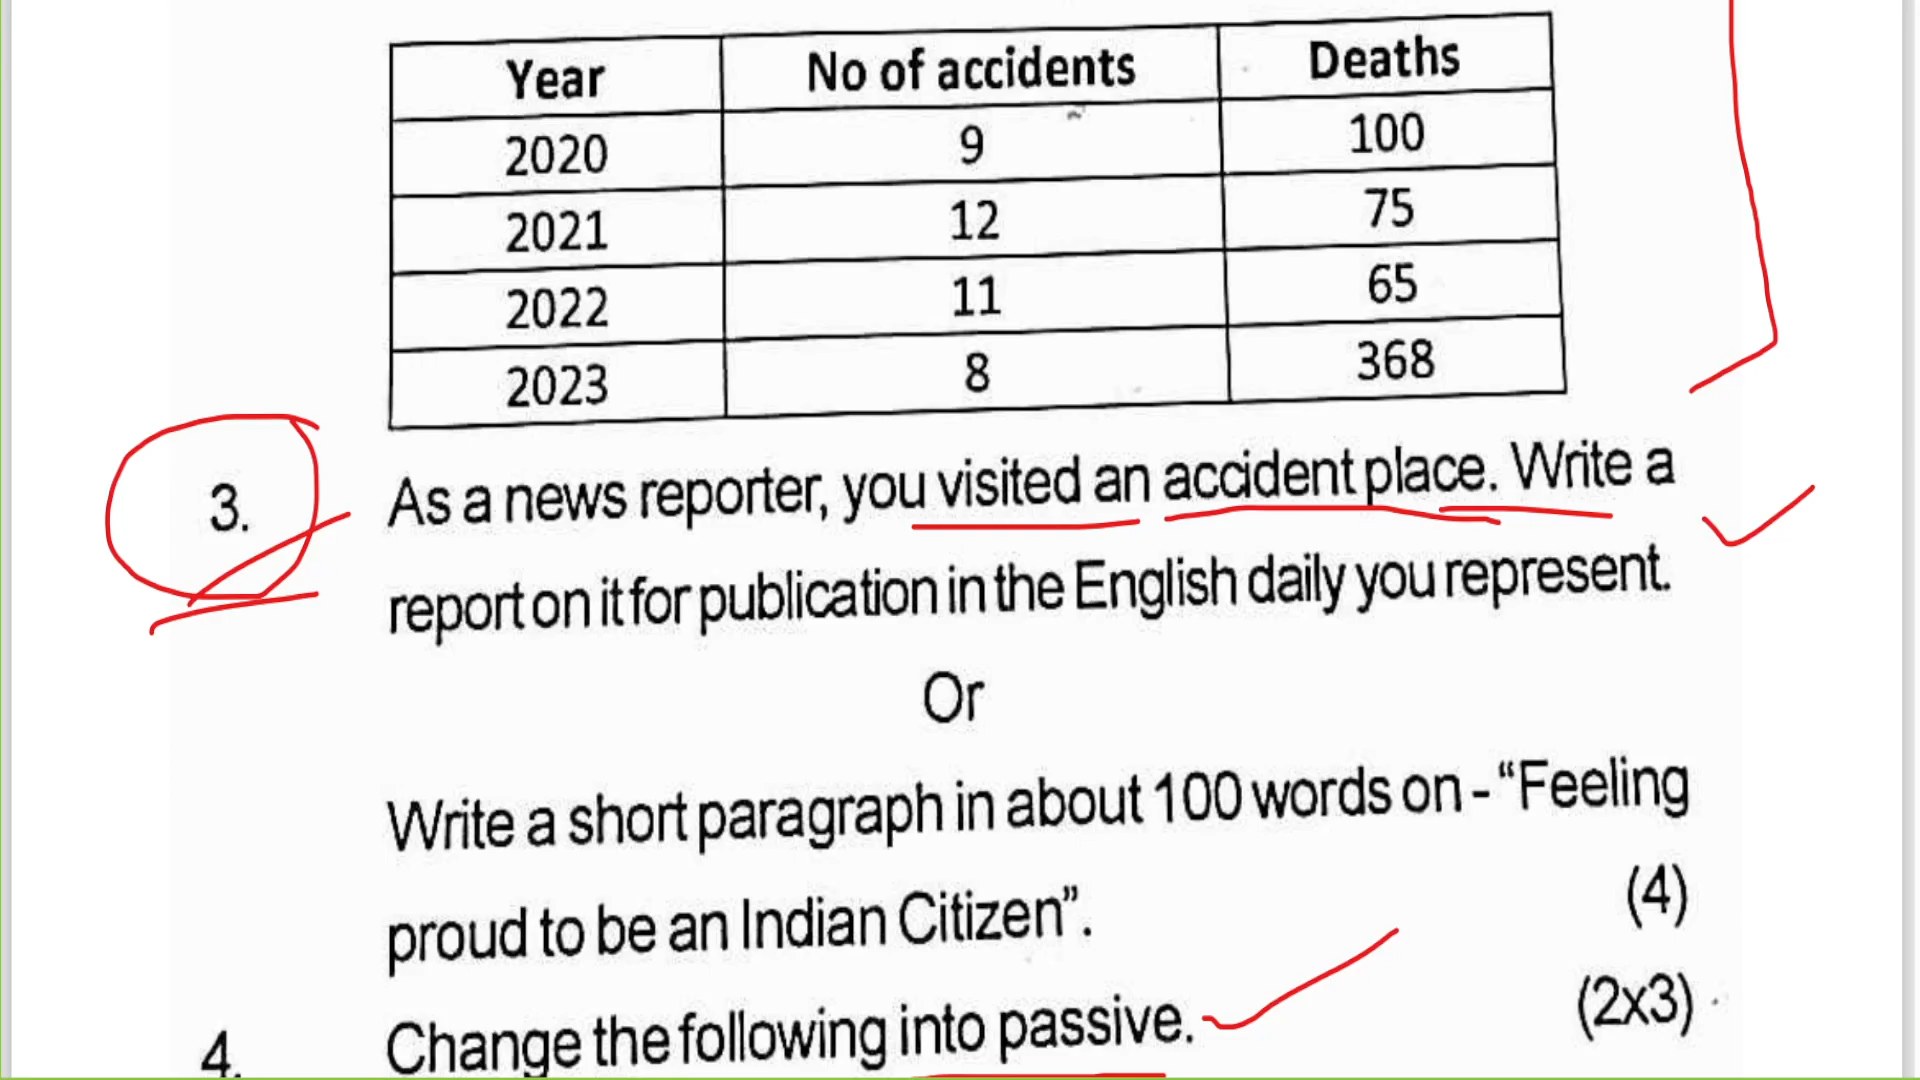 Year No of accidents Deaths
2020 9 100
2021 12 75
2022 11 65
2023 8 368
3. As a news reporter, you visited an accident place. Write a
report on it for publication in the English daily you represent.
Or
Write a short paragraph in about 100 words on - “Feeling
proud to be an Indian Citizen”. (4)
4. Change the following into passive. (2x3)